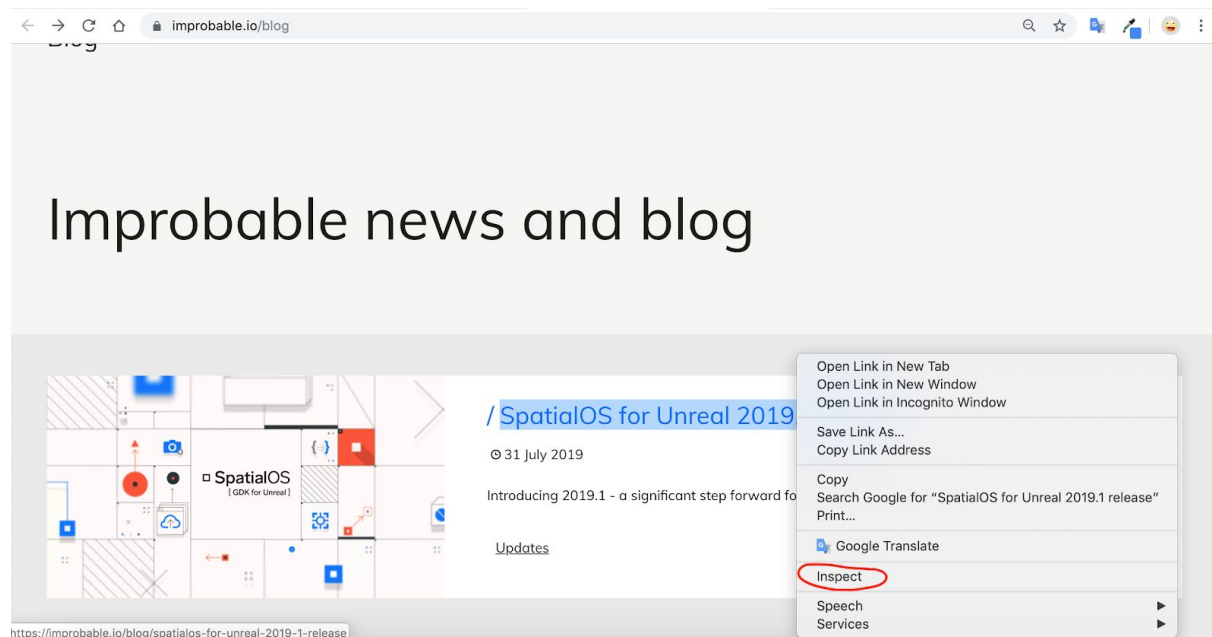 improbable.io/blog
Blog
Improbable news and blog
SpatialOS
[ GDK for Unreal ]
{ }
/ SpatialOS for Unreal 2019.
31 July 2019
Introducing 2019.1 - a significant step forward fo
Updates
Open Link in New Tab
Open Link in New Window
Open Link in Incognito Window
Save Link As...
Copy Link Address
Copy
Search Google for “SpatialOS for Unreal 2019.1 release”
Print...
Google Translate
Inspect
Speech
Services
https://improbable.io/blog/spatialos-for-unreal-2019-1-release